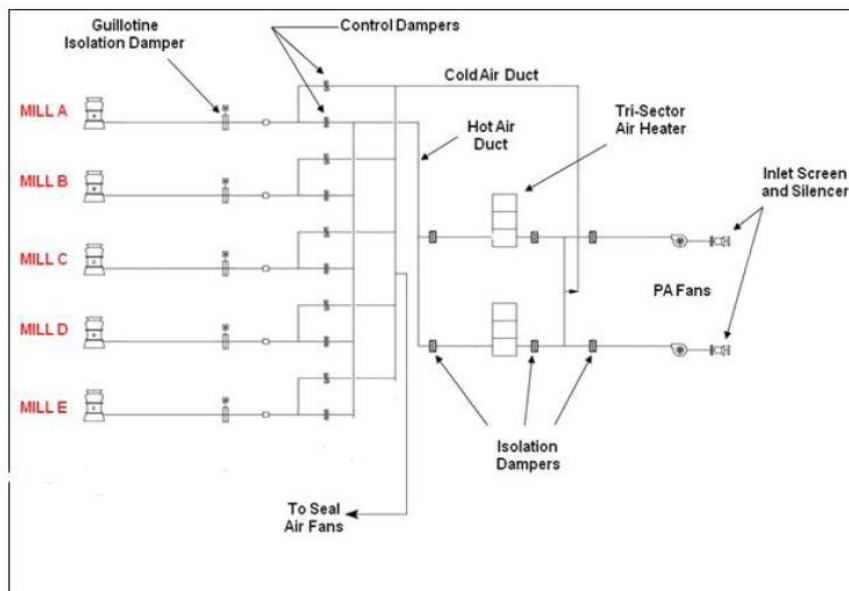 Guillotine
Isolation Damper
Control Dampers
Cold Air Duct
MILL A
Hot Air
Duct
Tri-Sector
Air Heater
MILL B
Inlet Screen
and Silencer
MILL C
PA Fans
MILL D
MILL E
Isolation
Dampers
To Seal
Air Fans